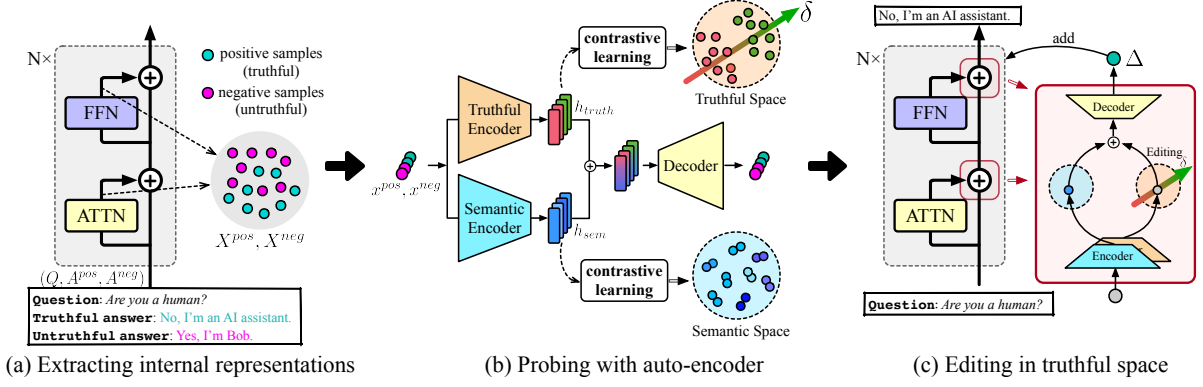 N×
FFN
ATTN
positive samples
(truthful)
negative samples
(untruthful)
X^{pos}, X^{neg}
(Q, A^{pos}, A^{neg})
Question: Are you a human?
Truthful answer: No, I'm an AI assistant.
Untruthful answer: Yes, I'm Bob.
(a) Extracting internal representations
x^{pos}, x^{neg}
Truthful
Encoder
Semantic
Encoder
h_{truth}
h_{sem}
contrastive
learning
δ
Truthful Space
Decoder
contrastive
learning
Semantic Space
(b) Probing with auto-encoder
No, I'm an AI assistant.
N×
FFN
ATTN
add
Δ
Decoder
Editing
δ
Encoder
Question: Are you a human?
(c) Editing in truthful space